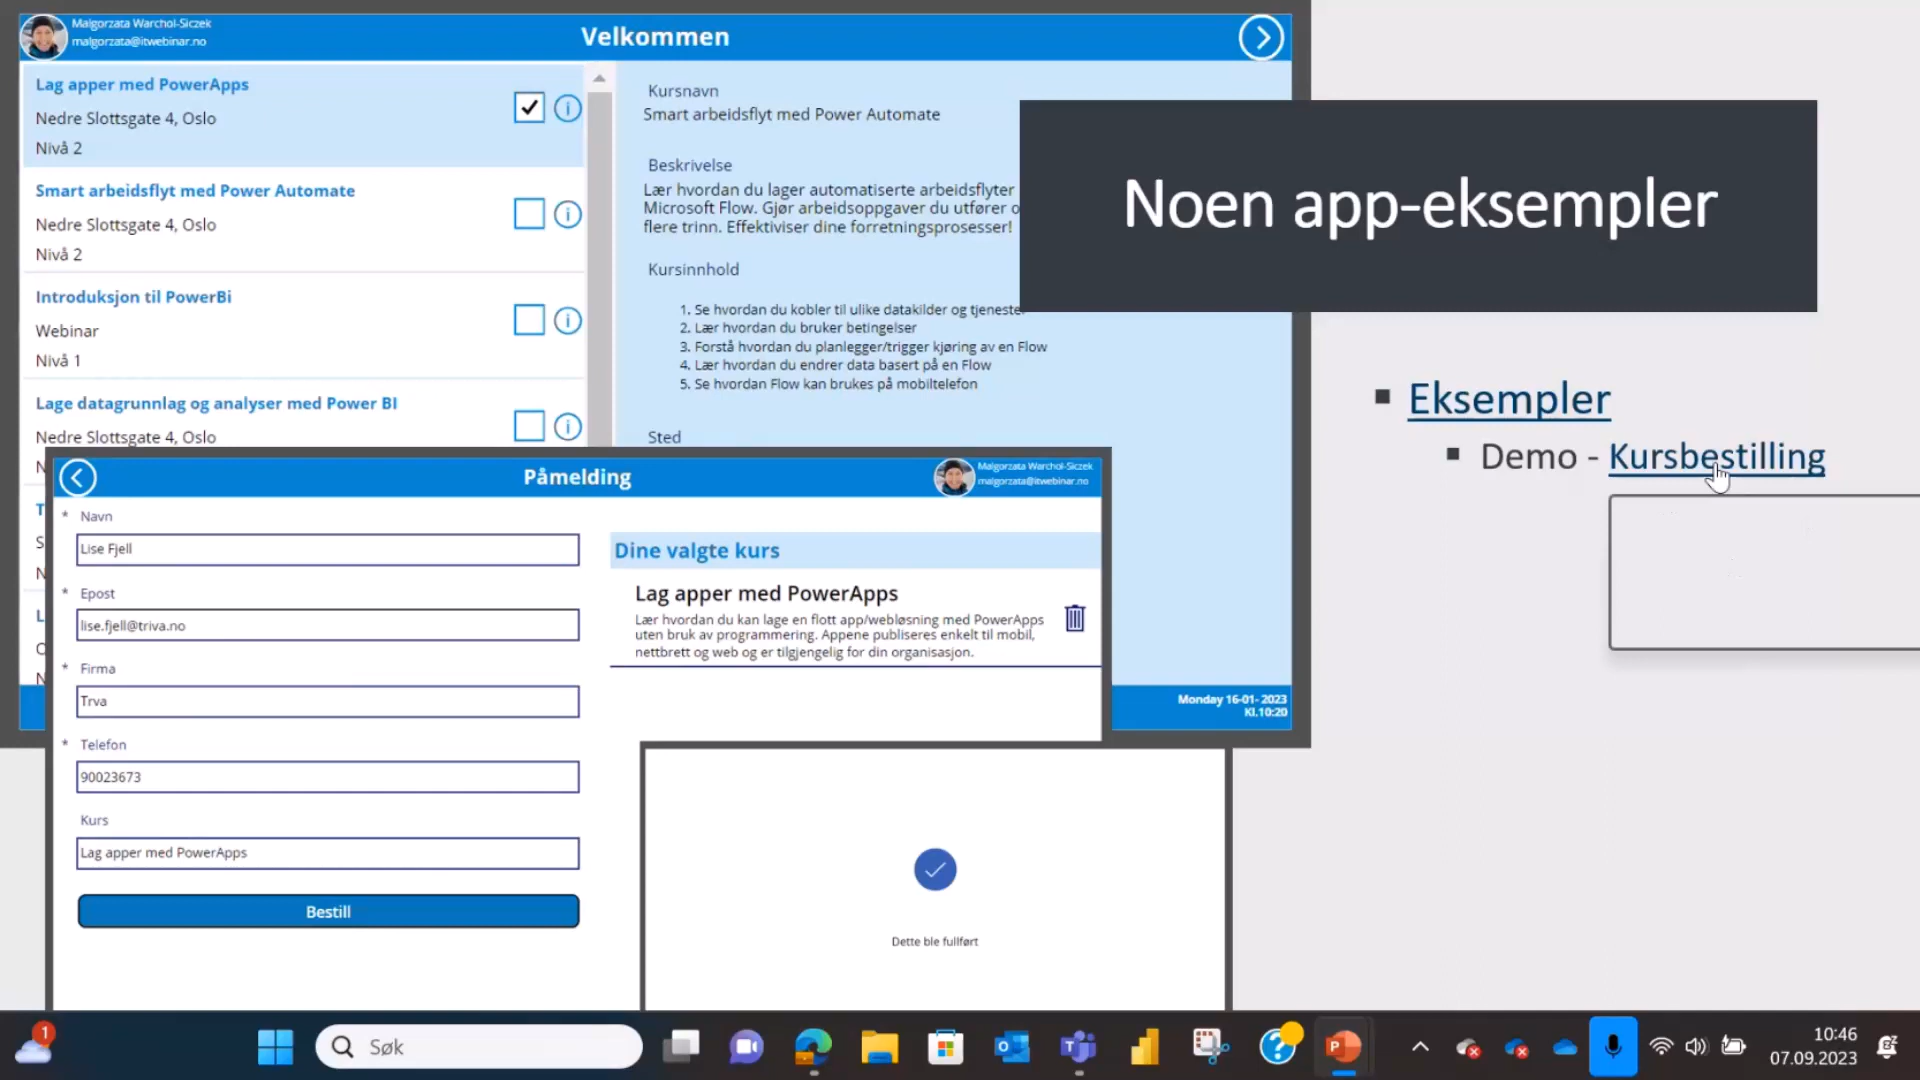 Malgorzata Warchol-Siczek
malgorzata@itwebinar.no
Velkommen
Lag apper med PowerApps
Nedre Slottsgate 4, Oslo
Nivå 2
Smart arbeidsflyt med Power Automate
Nedre Slottsgate 4, Oslo
Nivå 2
Introduksjon til PowerBi
Webinar
Nivå 1
Lage datagrunnlag og analyser med Power BI
Nedre Slottsgate 4, Oslo
N
T
S
N
L
O
N
Kursnavn
Smart arbeidsflyt med Power Automate
Beskrivelse
Lær hvordan du lager automatiserte arbeidsflyter
Microsoft Flow. Gjør arbeidsoppgaver du utfører o
flere trinn. Effektiviser dine forretningsprosesser!
Kursinnhold
1. Se hvordan du kobler til ulike datakilder og tjeneste
2. Lær hvordan du bruker betingelser
3. Forstå hvordan du planlegger/trigger kjøring av en Flow
4. Lær hvordan du endrer data basert på en Flow
5. Se hvordan Flow kan brukes på mobiltelefon
Sted
Monday 16-01- 2023
Kl.10:20
Noen app-eksempler
Eksempler
Demo - Kursbestilling
Påmelding
Malgorzata Warchol-Siczek
malgorzata@itwebinar.no
* Navn
Lise Fjell
* Epost
lise.fjell@triva.no
* Firma
Trva
* Telefon
90023673
Kurs
Lag apper med PowerApps
Bestill
Dine valgte kurs
Lag apper med PowerApps
Lær hvordan du kan lage en flott app/webløsning med PowerApps
uten bruk av programmering. Appene publiseres enkelt til mobil,
nettbrett og web og er tilgjengelig for din organisasjon.
Dette ble fullført
1
Søk
10:46
07.09.2023